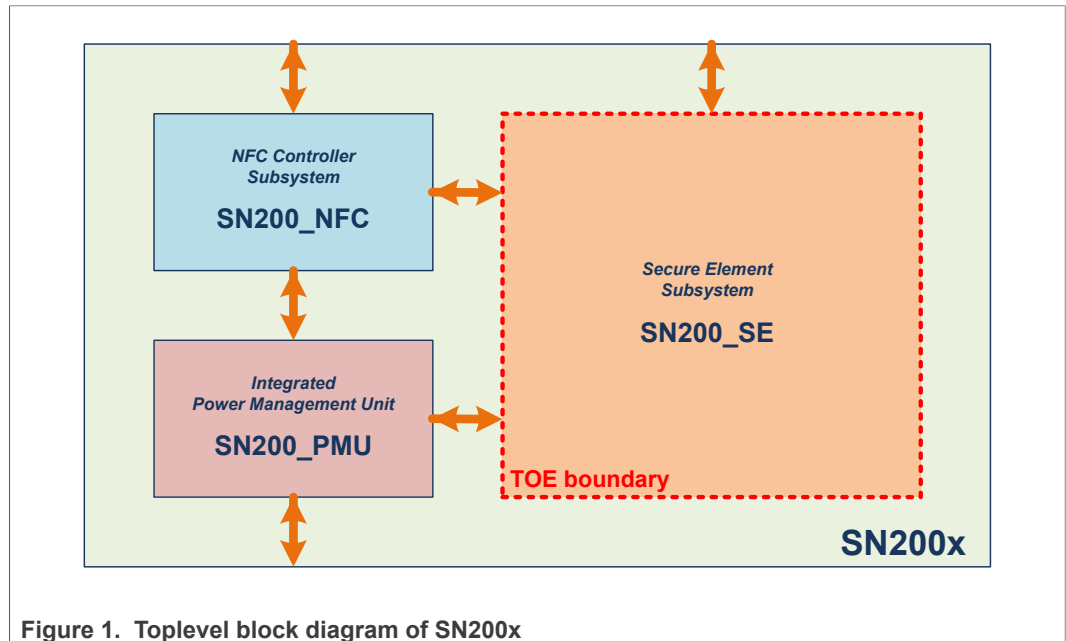 NFC Controller
Subsystem
SN200_NFC
Secure Element
Subsystem
SN200_SE
Integrated
Power Management Unit
SN200_PMU
TOE boundary
SN200x
Figure 1. Toplevel block diagram of SN200x